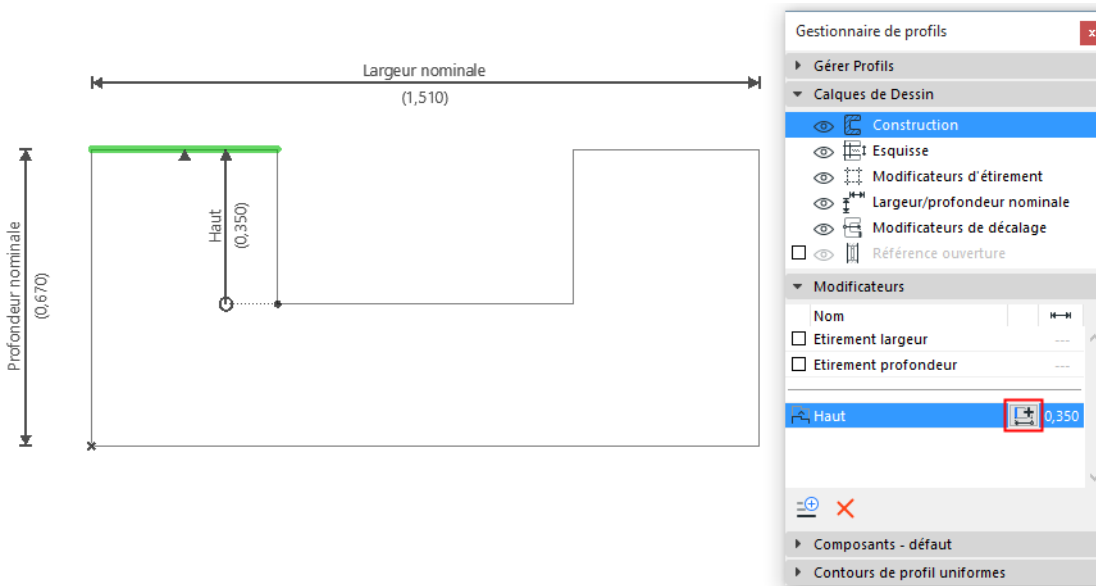 Largeur nominale
(1,510)
Profondeur nominale
(0,670)
Haut
(0,350)
Gestionnaire de profils
x
Gérer Profils
Calques de Dessin
Construction
Esquisse
Modificateurs d'étirement
Largeur/profondeur nominale
Modificateurs de décalage
Référence ouverture
Modificateurs
Nom
Etirement largeur ---
Etirement profondeur ---
Haut 0,350
Composants - défaut
Contours de profil uniformes